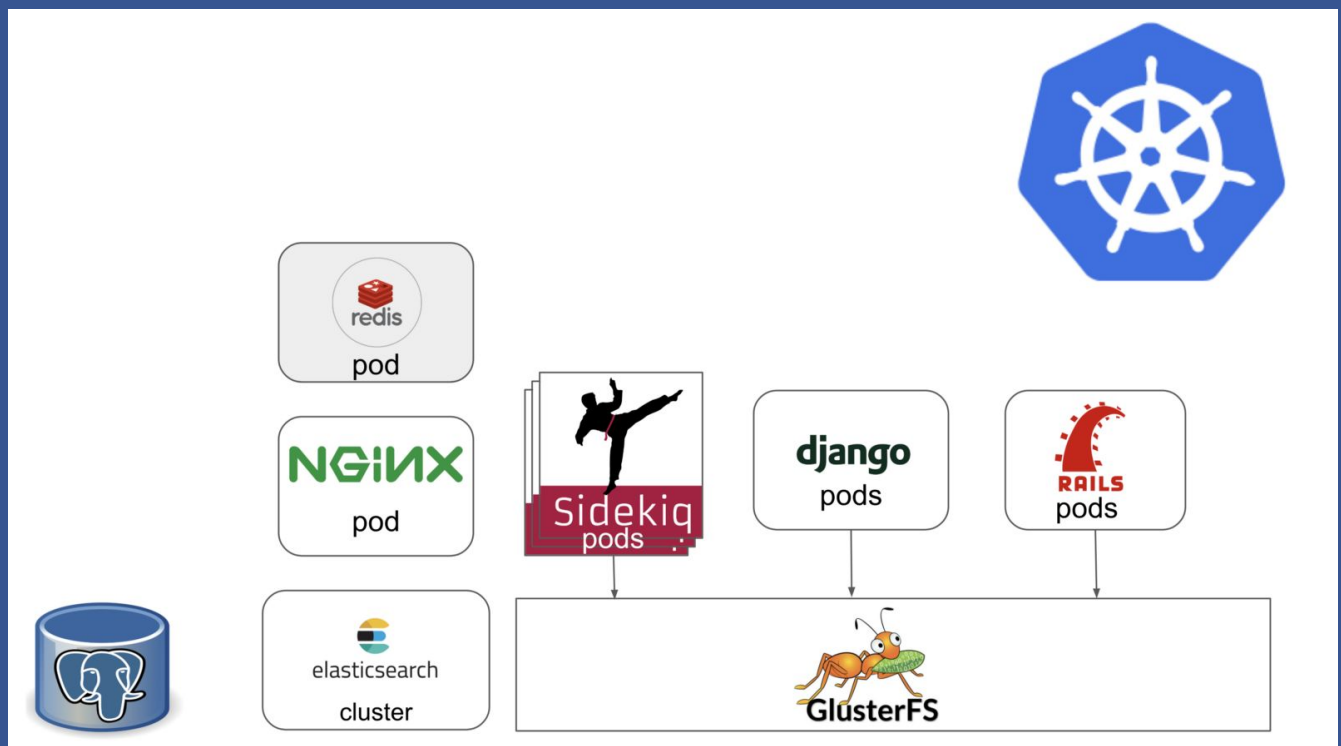 redis
pod
NGINX
pod
elasticsearch
cluster
Sidekiq
pods
django
pods
RAILS
pods
GlusterFS